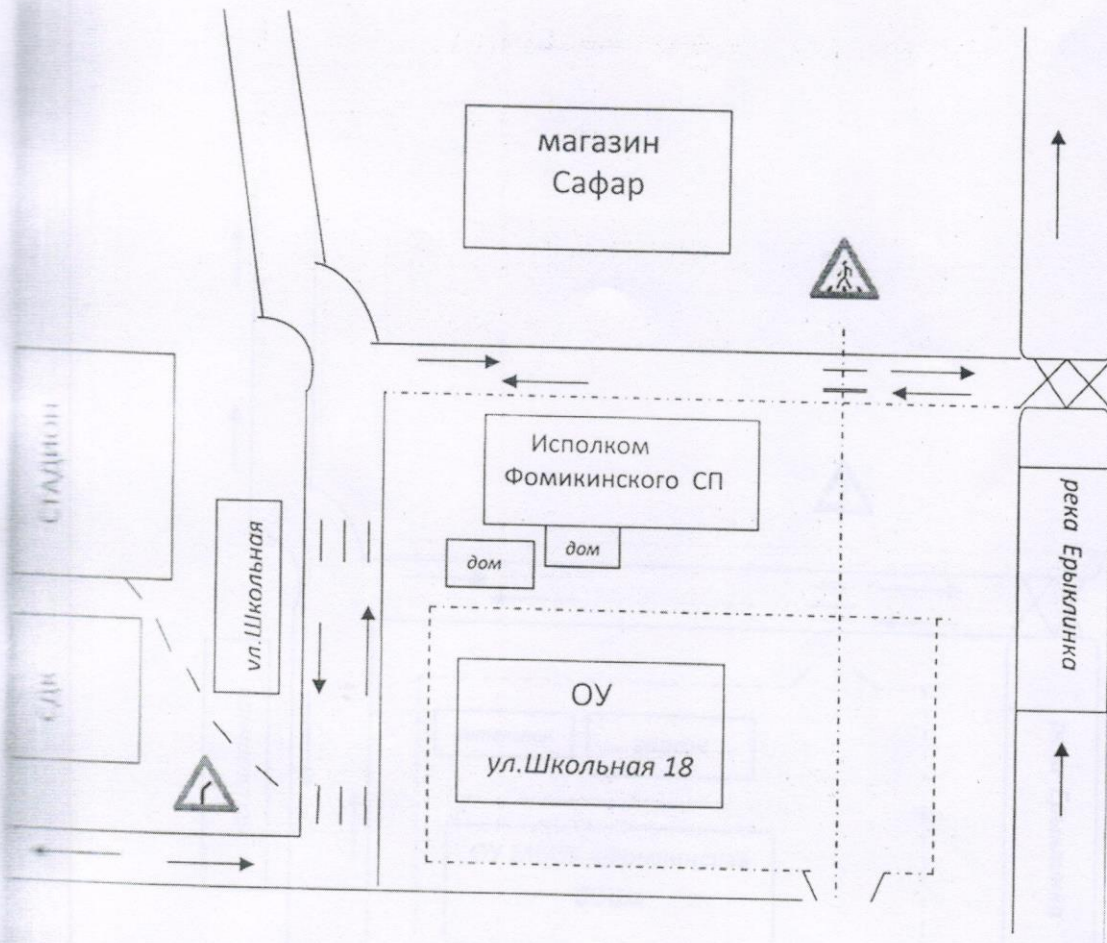 магазин
Сафар
Исполком
Фомикинского СП
дом
дом
СТАДИОН
ул.Школьная
СДК
ОУ
ул.Школьная 18
река Ерыклинка